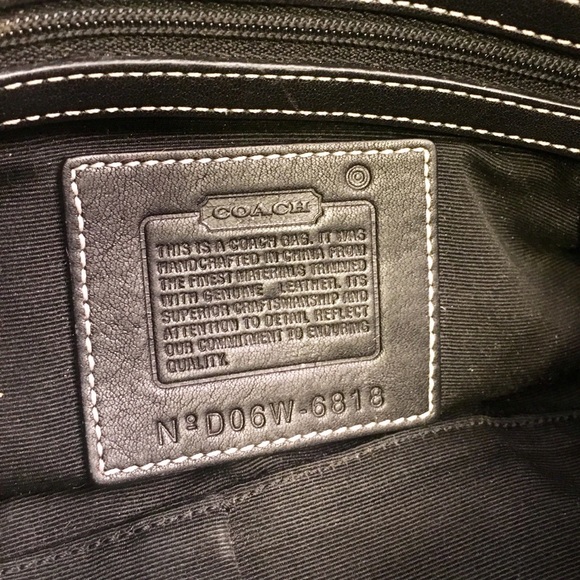 ©
COACH
THIS IS A COACH BAG. IT WAS
HANDCRAFTED IN CHINA FROM
THE FINEST MATERIALS TRIMMED
WITH GENUINE LEATHER. ITS
SUPERIOR CRAFTSMANSHIP AND
ATTENTION TO DETAIL REFLECT
OUR COMMITMENT TO ENDURING
QUALITY.
Nº D06W-6818